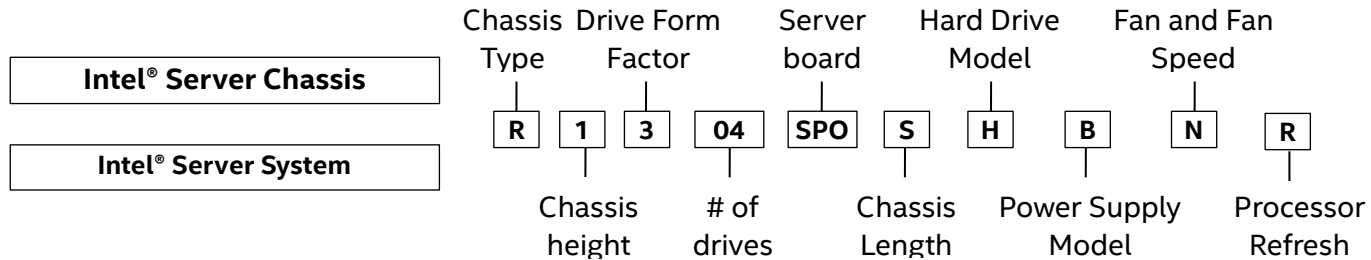 Chassis Type
Drive Form Factor
Server board
Hard Drive Model
Fan and Fan Speed
Intel® Server Chassis
R 1 3 04 SPO S H B N R
Intel® Server System
Chassis height
# of drives
Chassis Length
Power Supply Model
Processor Refresh